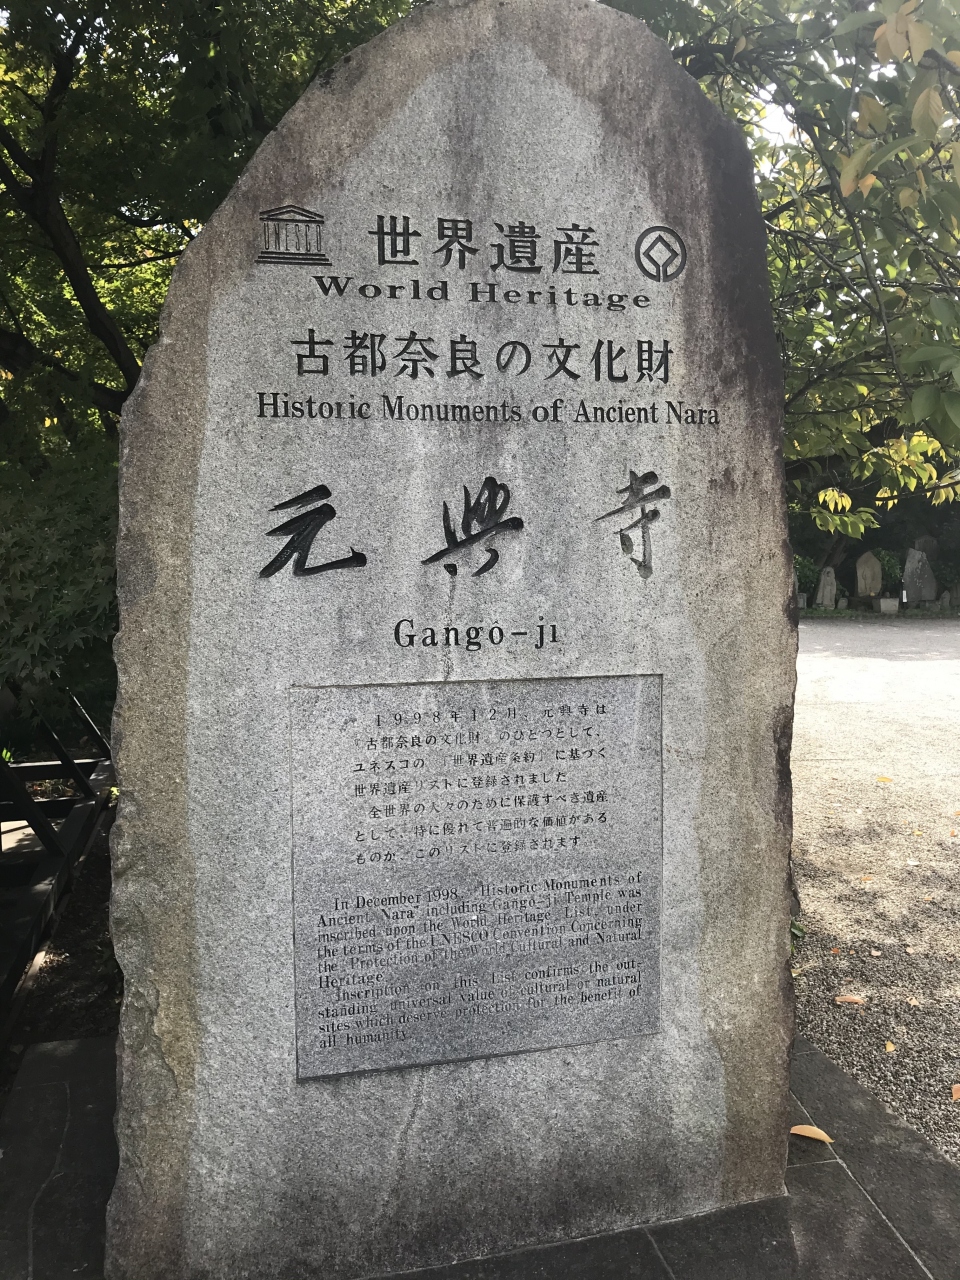 UNESCO
世界遺産
World Heritage
古都奈良の文化財
Historic Monuments of Ancient Nara
元興寺
Gangō-ji
1998年12月、元興寺は
「古都奈良の文化財」のひとつとして、
ユネスコの「世界遺産条約」に基づく
世界遺産リストに登録されました
全世界の人々のために保護すべき遺産
として、特に優れて普遍的な価値がある
ものが、このリストに登録されます
In December 1998, "Historic Monuments of
Ancient Nara" including Gangō-ji Temple was
inscribed upon the World Heritage List under
the terms of the UNESCO Convention Concerning
the Protection of the World Cultural and Natural
Heritage.
Inscription on this List confirms the out-
standing universal value of cultural or natural
sites which deserve protection for the benefit of
all humanity.